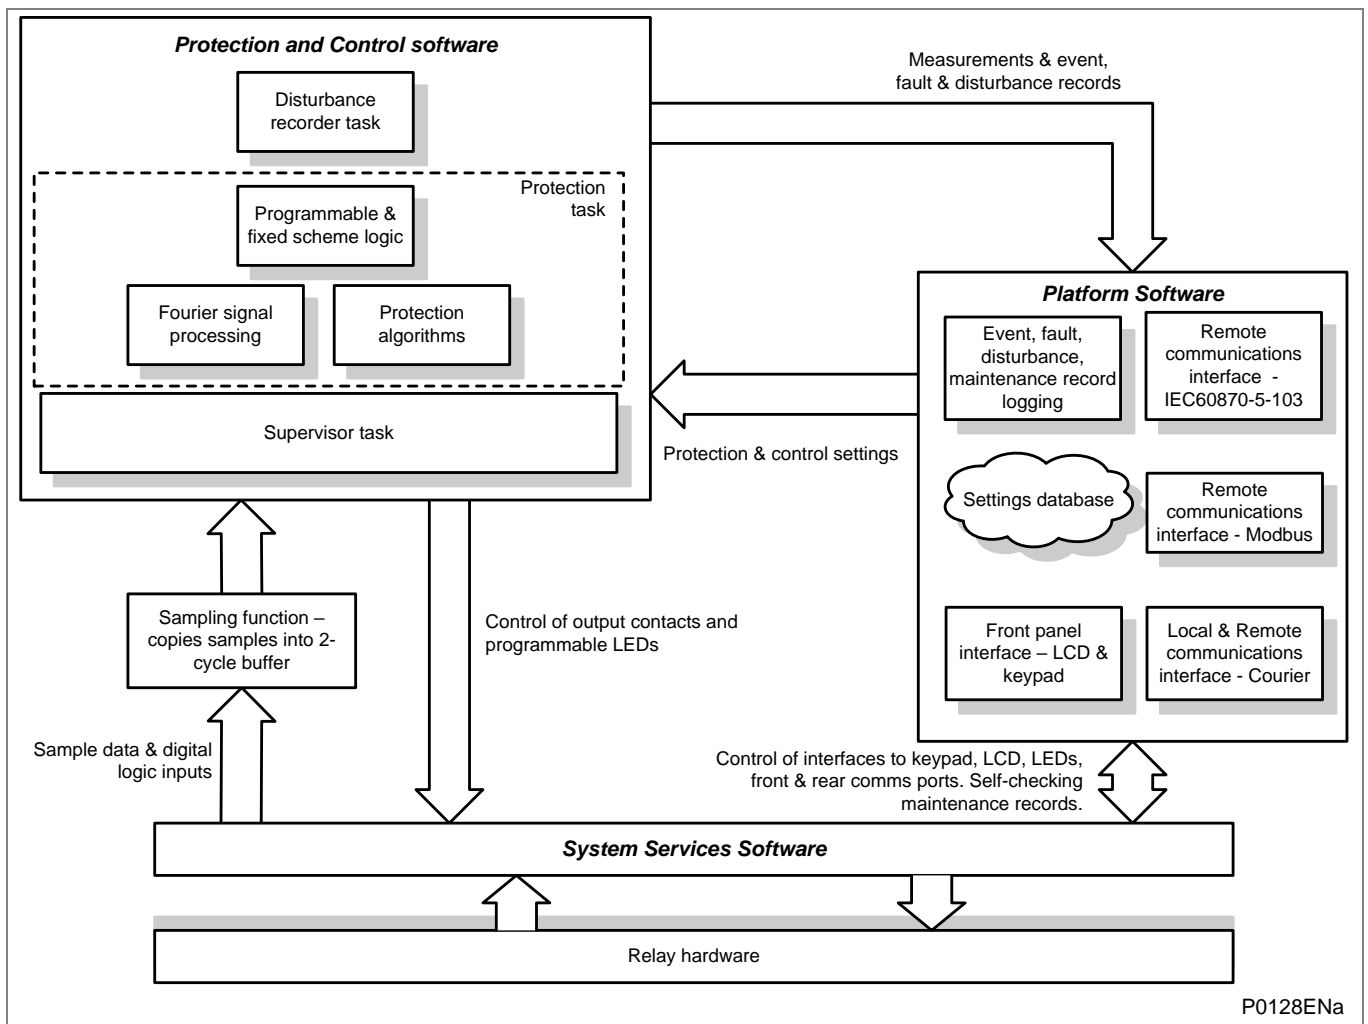 Protection and Control software
Disturbance
recorder task
Protection
task
Programmable &
fixed scheme logic
Fourier signal
processing
Protection
algorithms
Supervisor task
Measurements & event,
fault & disturbance records
Platform Software
Event, fault,
disturbance,
maintenance record
logging
Remote
communications
interface -
IEC60870-5-103
Protection & control settings
Settings database
Remote
communications
interface - Modbus
Sampling function –
copies samples into 2-
cycle buffer
Control of output contacts and
programmable LEDs
Front panel
interface – LCD &
keypad
Local & Remote
communications
interface - Courier
Sample data & digital
logic inputs
Control of interfaces to keypad, LCD, LEDs,
front & rear comms ports. Self-checking
maintenance records.
System Services Software
Relay hardware
P0128ENa